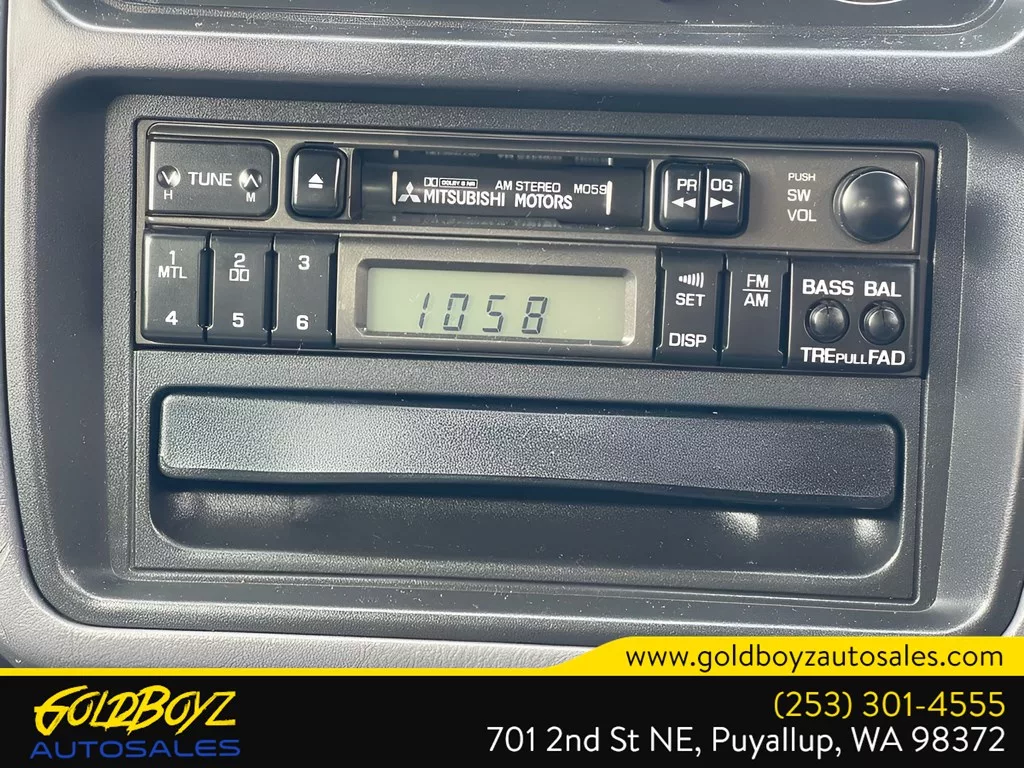 TUNE
H M
DOLBY B NR AM STEREO M059
MITSUBISHI MOTORS
PR OG
PUSH
SW
VOL
1 2 3
MTL
4 5 6
1058
SET
DISP
FM
AM
BASS BAL
TRE PULL FAD
www.goldboyzautosales.com
GOLDBOYZ
AUTOSALES
(253) 301-4555
701 2nd St NE, Puyallup, WA 98372